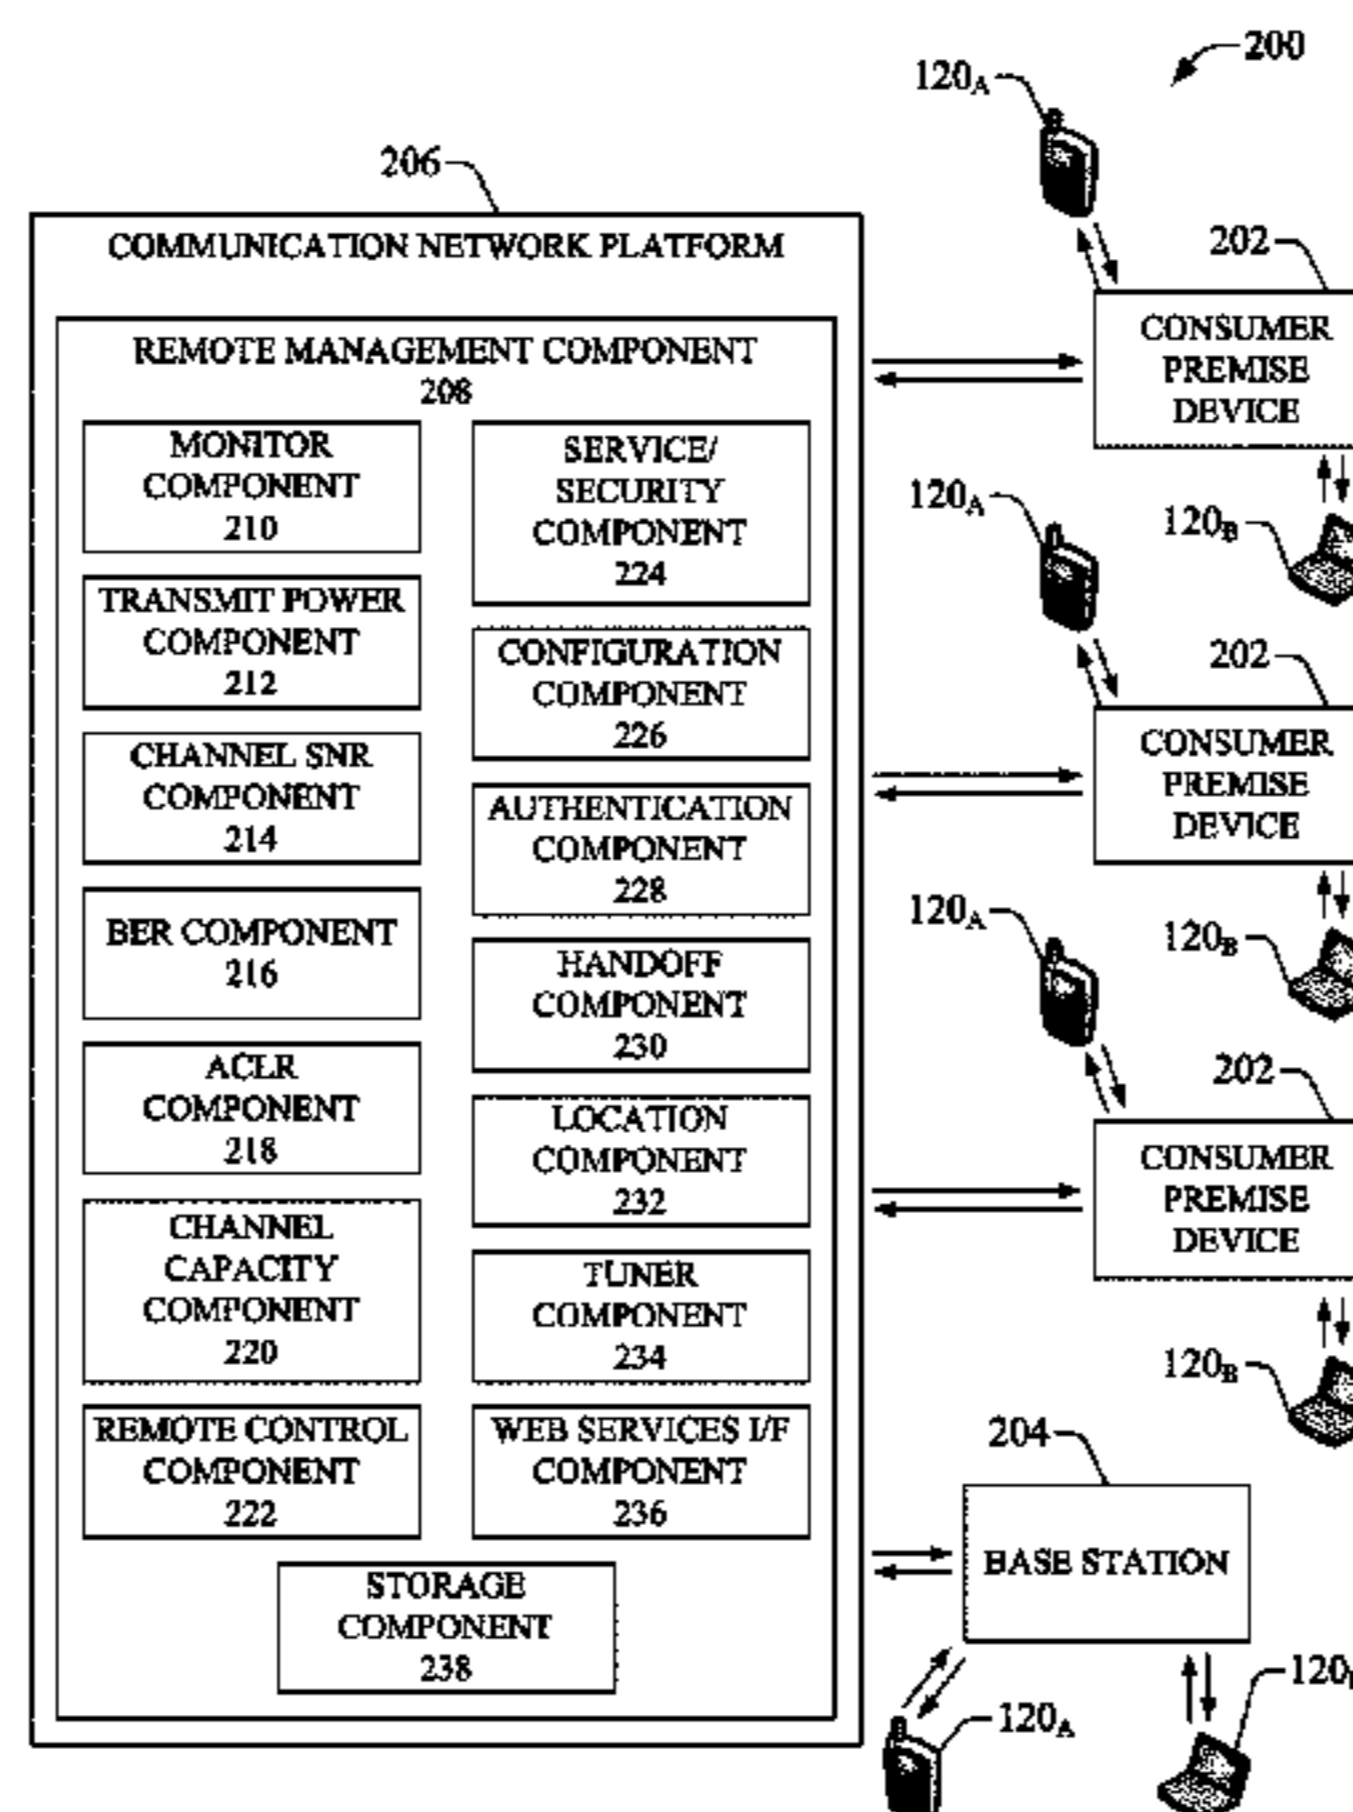 200
120A
206
COMMUNICATION NETWORK PLATFORM
REMOTE MANAGEMENT COMPONENT
208
MONITOR
COMPONENT
210
TRANSMIT POWER
COMPONENT
212
CHANNEL SNR
COMPONENT
214
BER COMPONENT
216
ACLR
COMPONENT
218
CHANNEL
CAPACITY
COMPONENT
220
REMOTE CONTROL
COMPONENT
222
SERVICE/
SECURITY
COMPONENT
224
CONFIGURATION
COMPONENT
226
AUTHENTICATION
COMPONENT
228
HANDOFF
COMPONENT
230
LOCATION
COMPONENT
232
TUNER
COMPONENT
234
WEB SERVICES I/F
COMPONENT
236
STORAGE
COMPONENT
238
202
CONSUMER
PREMISE
DEVICE
120A
120B
202
CONSUMER
PREMISE
DEVICE
120A
120B
202
CONSUMER
PREMISE
DEVICE
120B
204
BASE STATION
120A
120